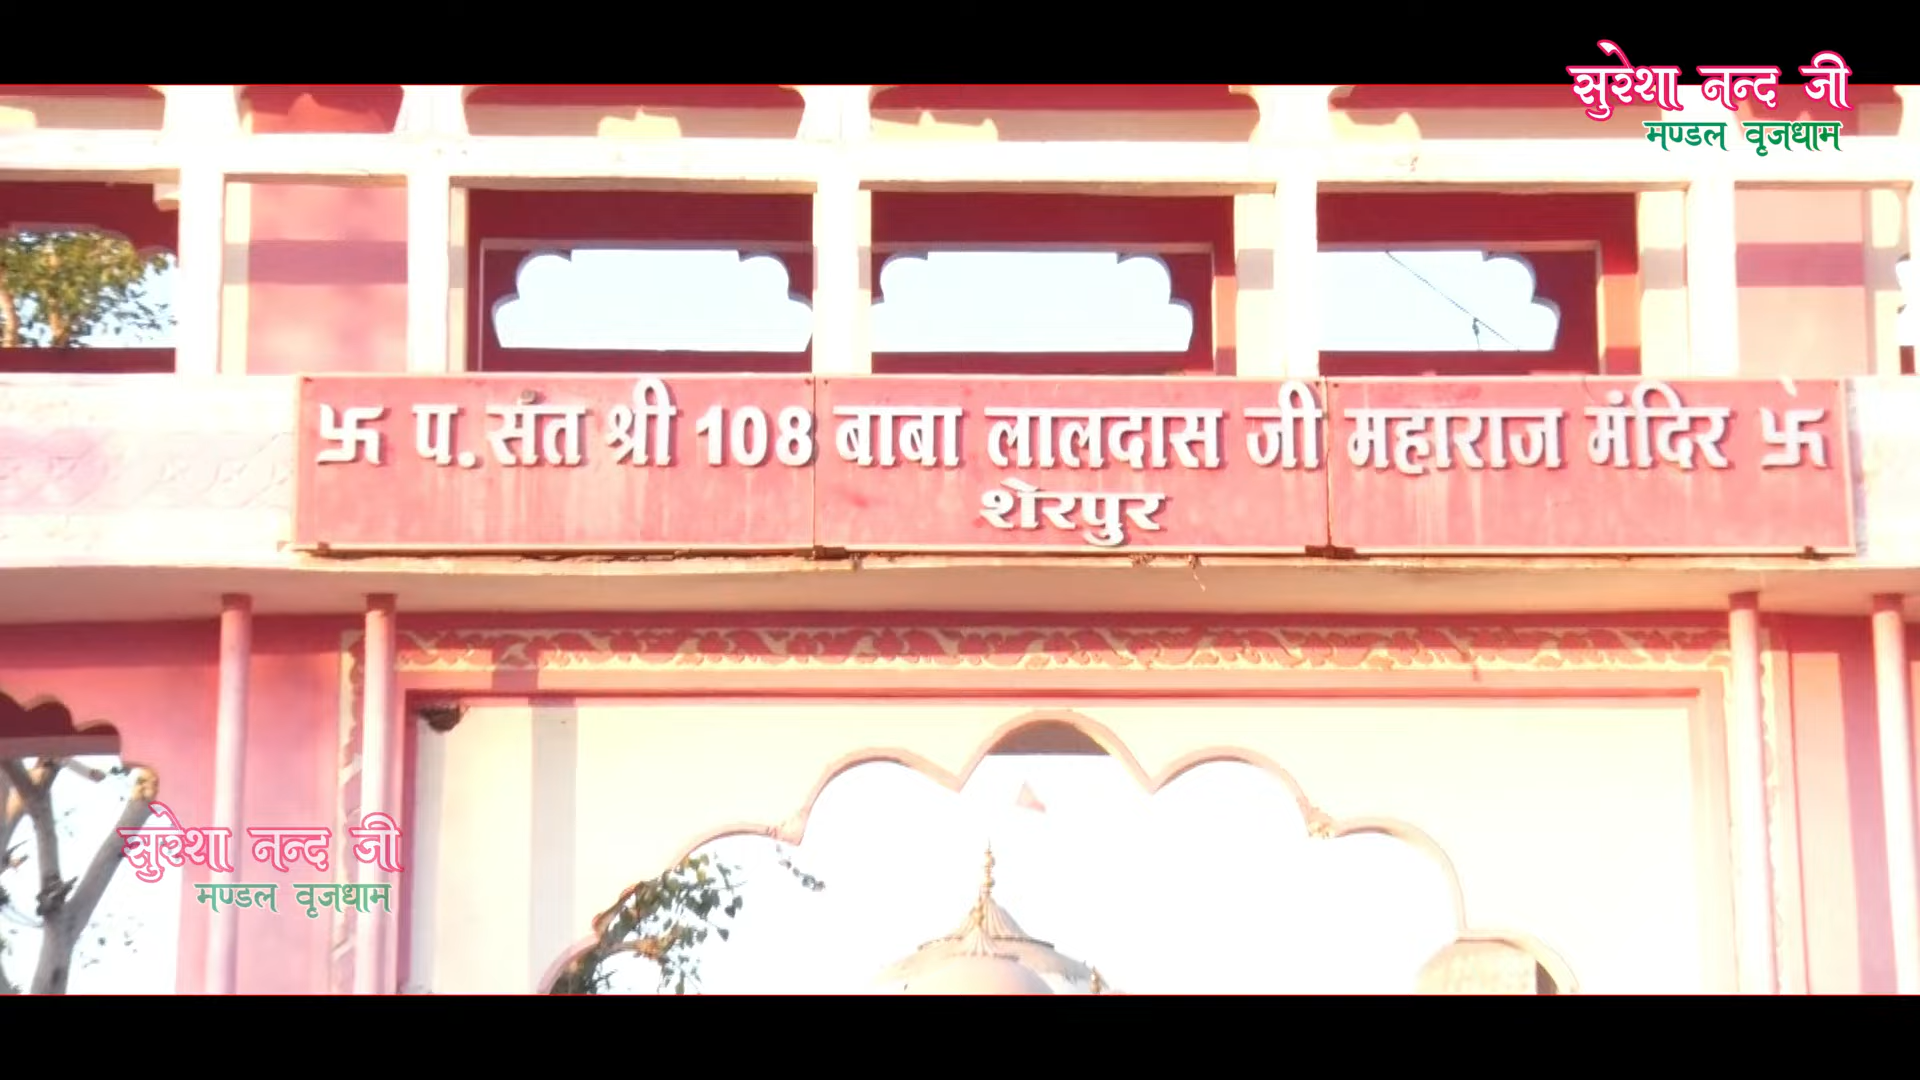 सुरेश नन्द जी
मण्डल वृजधाम
卐 प. संत श्री 108 बाबा लालदास जी महाराज मंदिर 卐
शेरपुर
सुरेश नन्द जी
मण्डल वृजधाम